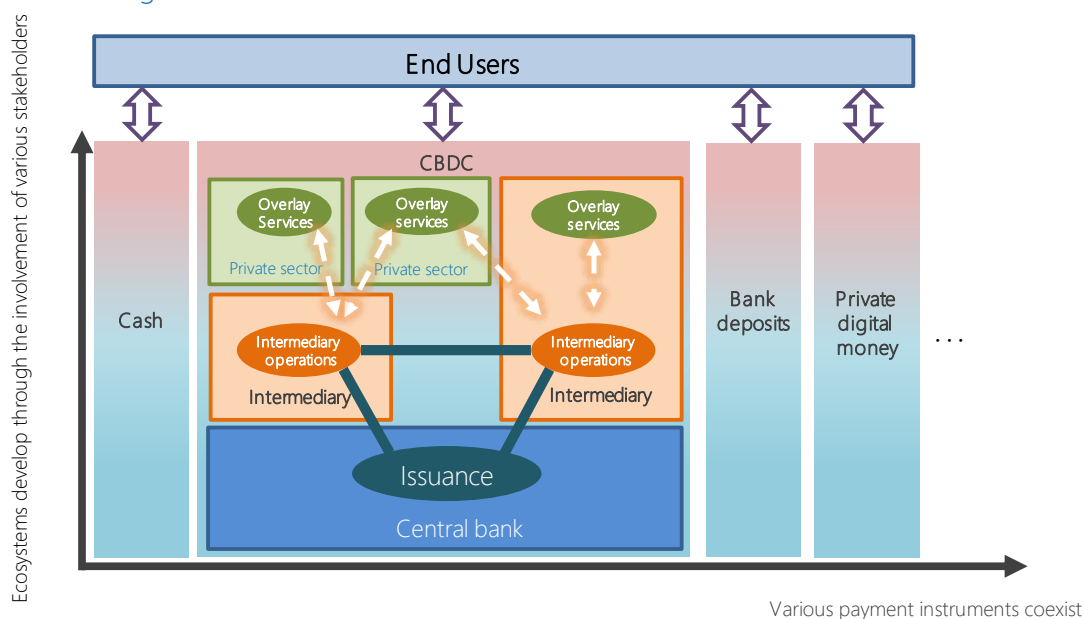 Ecosystems develop through the involvement of various stakeholders
End Users
CBDC
Overlay
Services
Overlay
services
Overlay
services
Private sector
Private sector
Cash
Bank
deposits
Private
digital
money
. . .
Intermediary
operations
Intermediary
operations
Intermediary
Intermediary
Issuance
Central bank
Various payment instruments coexist